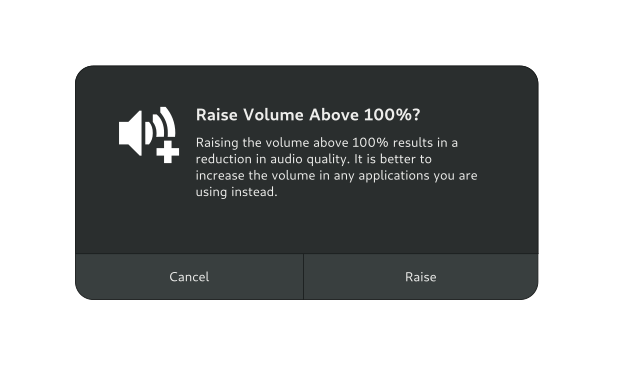 Raise Volume Above 100%?
Raising the volume above 100% results in a
reduction in audio quality. It is better to
increase the volume in any applications you are
using instead.
Cancel
Raise